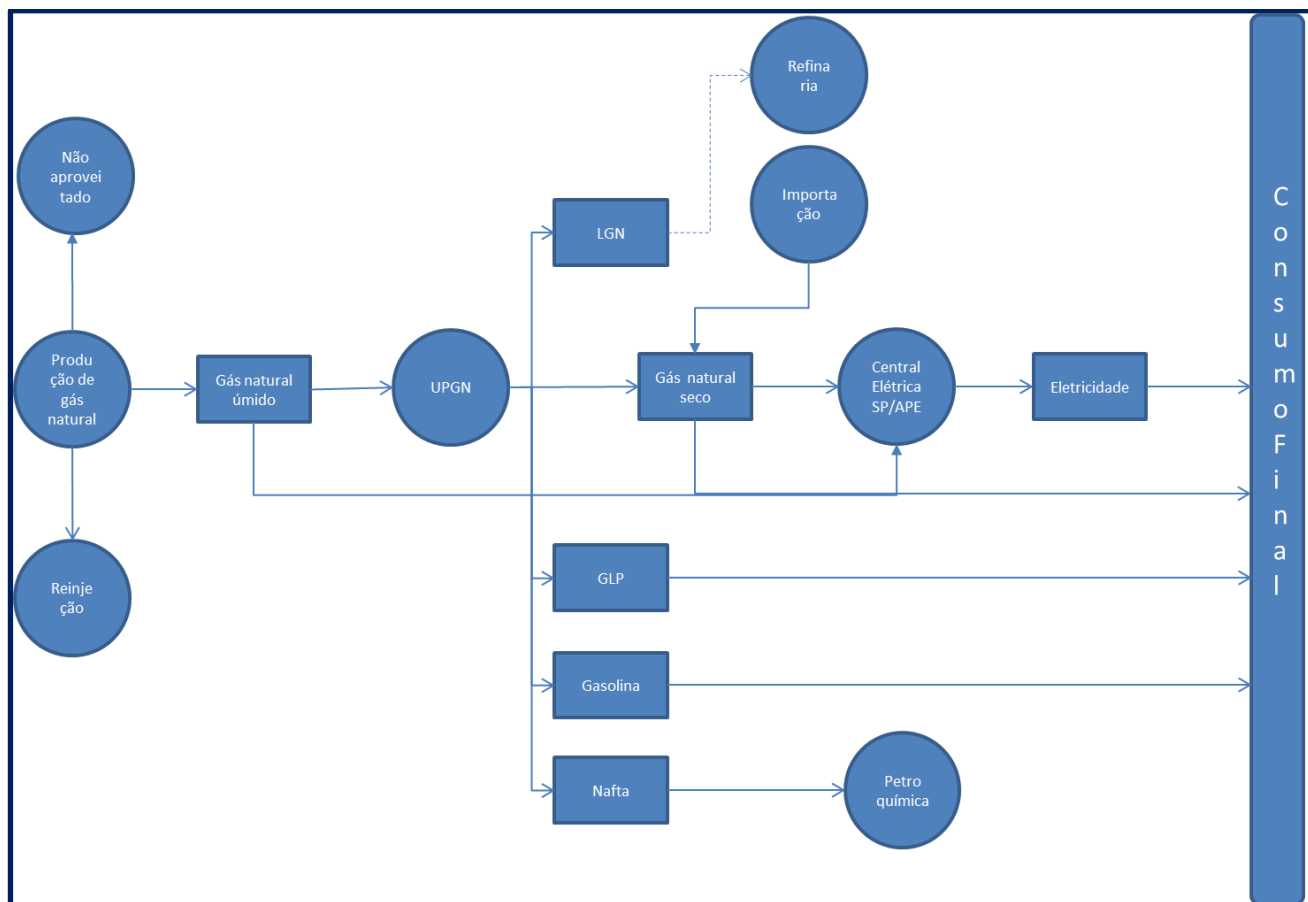 Refina
ria
Não
aprovei
tado
Importa
ção
LGN
Produ
ção de
gás
natural
Gás natural
úmido
UPGN
Gás natural
seco
Central
Elétrica
SP/APE
Eletricidade
Reinje
ção
GLP
Gasolina
Nafta
Petro
química
C
o
n
s
u
m
o
F
i
n
a
l